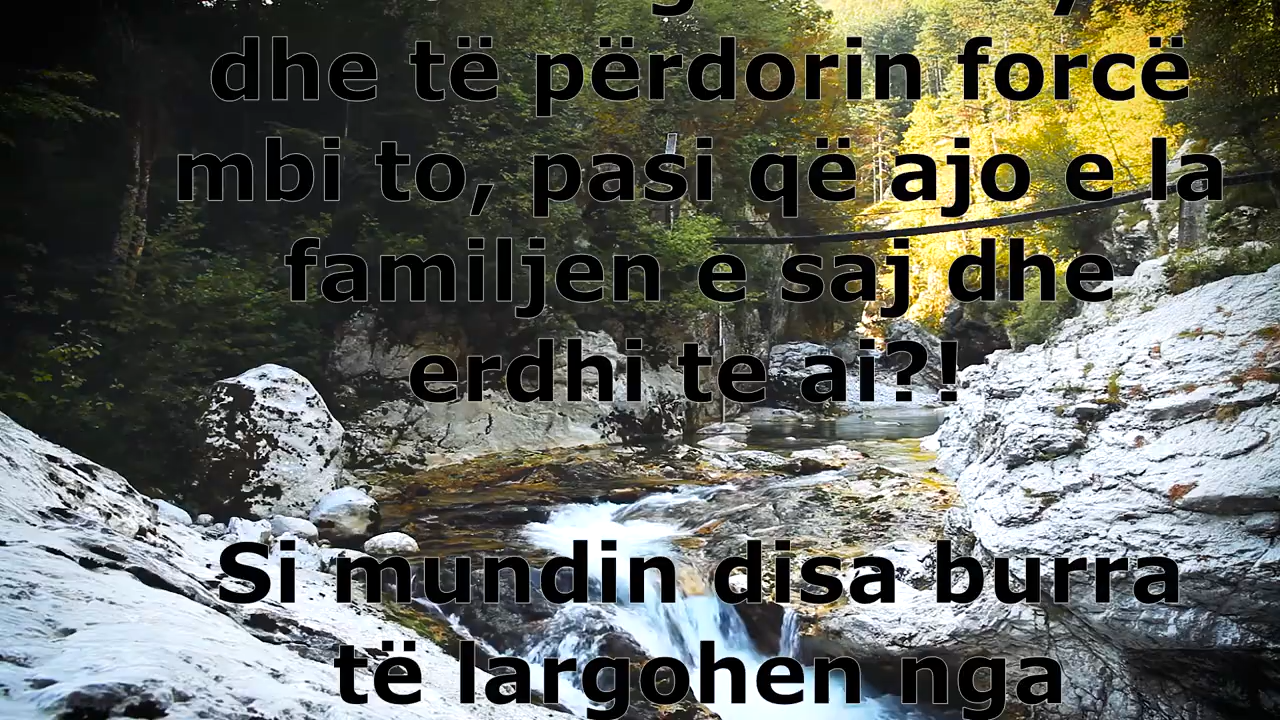 dhe të përdorin forcë
mbi to, pasi që ajo e la
familjen e saj dhe
erdhi te ai?!
Si mundin disa burra
të largohen nga